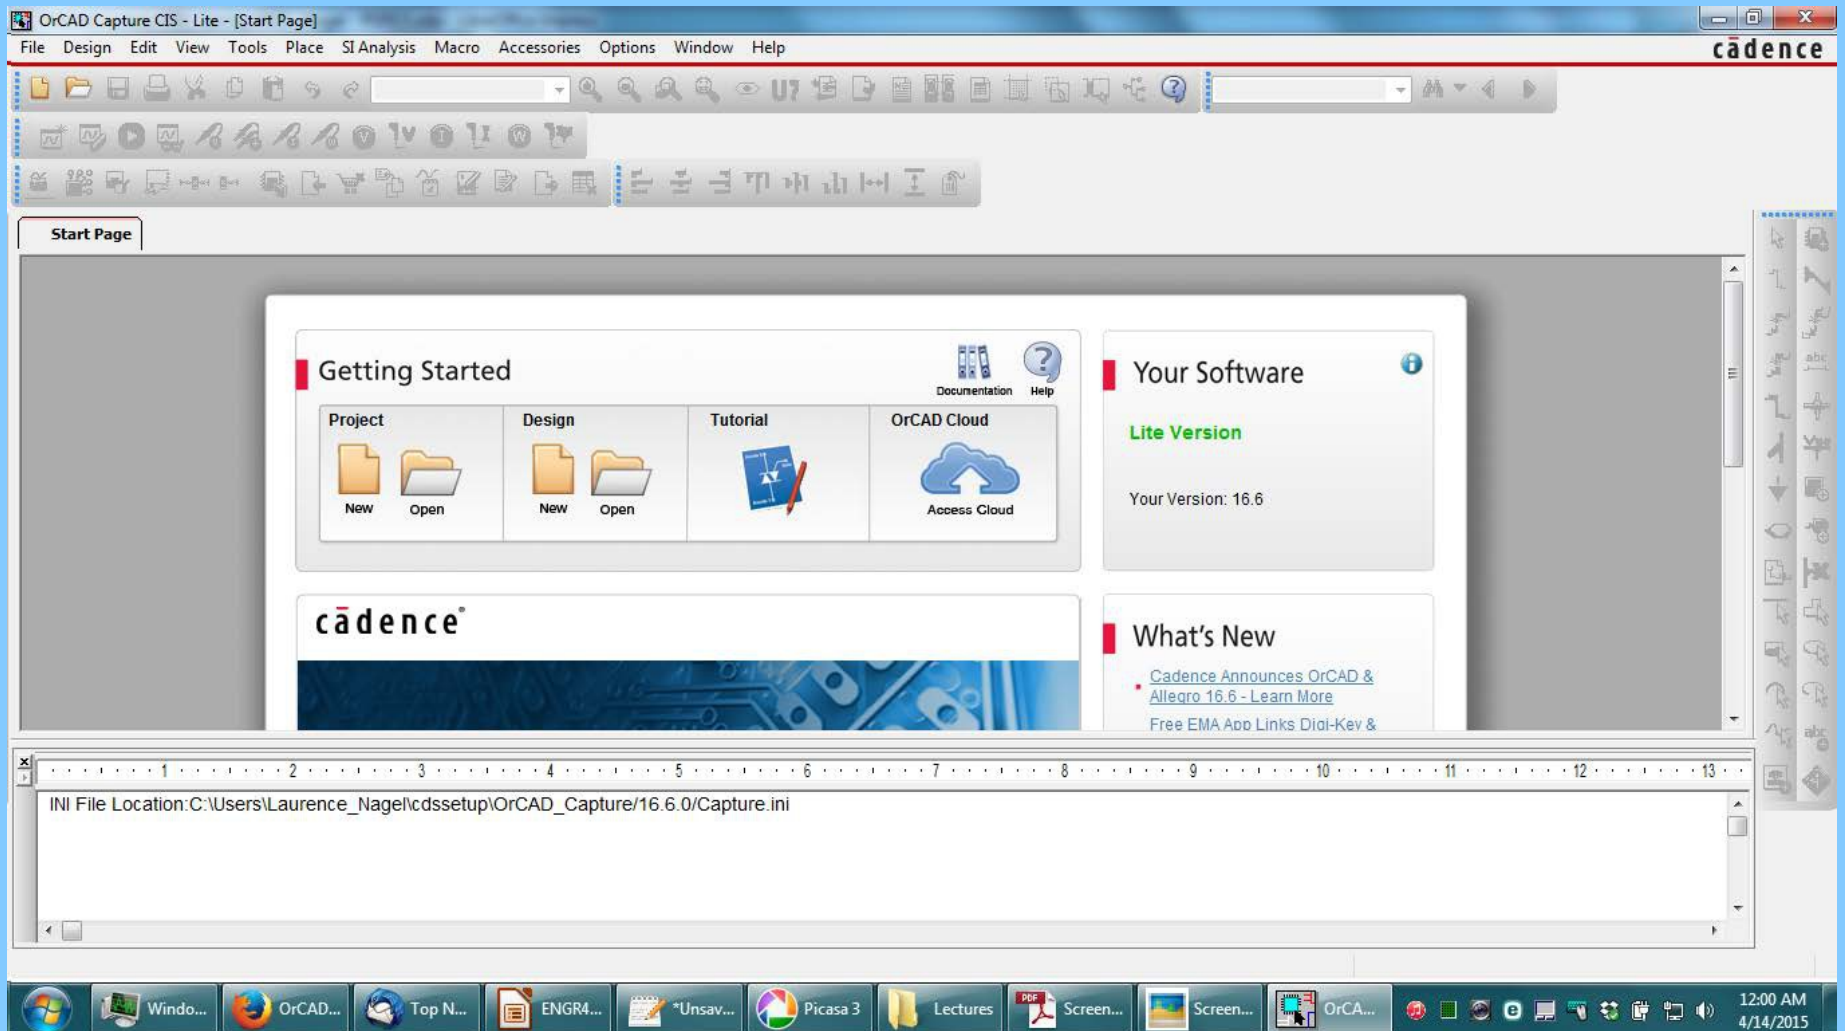 OrCAD Capture CIS - Lite - [Start Page]
File Design Edit View Tools Place SI Analysis Macro Accessories Options Window Help
cādence
U?
V I W
Start Page
Getting Started
Documentation Help
Project Design Tutorial OrCAD Cloud
New Open New Open Access Cloud
Your Software
Lite Version
Your Version: 16.6
cādence®
What's New
Cadence Announces OrCAD &
Allegro 16.6 - Learn More
Free EMA App Links Digi-Key &
abc
abc
1 2 3 4 5 6 7 8 9 10 11 12 13
INI File Location:C:\Users\Laurence_Nagel\cdssetup\OrCAD_Capture/16.6.0/Capture.ini
Windo... OrCAD... Top N... ENGR4... *Unsav... Picasa 3 Lectures PDF Screen... Screen... OrCA...
12:00 AM
4/14/2015